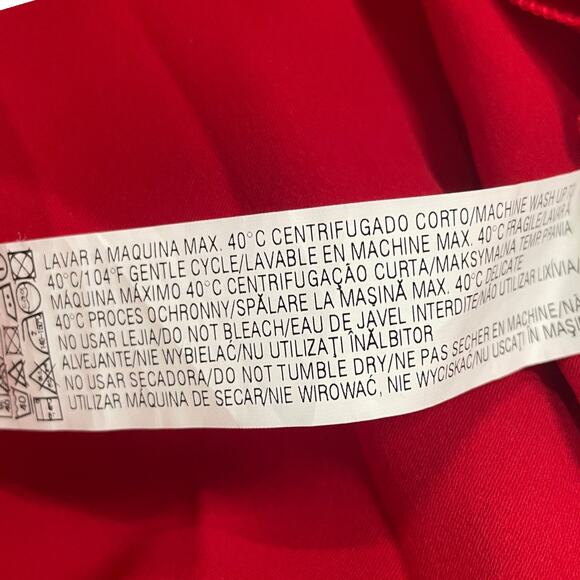 LAVAR A MAQUINA MAX. 40°C CENTRIFUGADO CORTO/MACHINE WASH UP TO
40°C/104°F GENTLE CYCLE/LAVABLE EN MACHINE MAX. 40°C FRAGILE/LAVAR À
MÁQUINA MÁXIMO 40°C CENTRIFUGAÇÃO CURTA/MAKSYMALNA TEMP. PRANIA
40°C PROCES OCHRONNY/SPĂLARE LA MAŞINĂ MAX. 40°C DELICATE
NO USAR LEJIA/DO NOT BLEACH/EAU DE JAVEL INTERDITE/NÃO UTILIZAR LIXÍVIA/
ALVEJANTE/NIE WYBIELAĆ/NU UTILIZAŢI ÎNĂLBITOR
NO USAR SECADORA/DO NOT TUMBLE DRY/NE PAS SECHER EN MACHINE/NÃO
UTILIZAR MÁQUINA DE SECAR/NIE WIROWAĆ, NIE WYCISKAĆ/NU USCAŢI IN